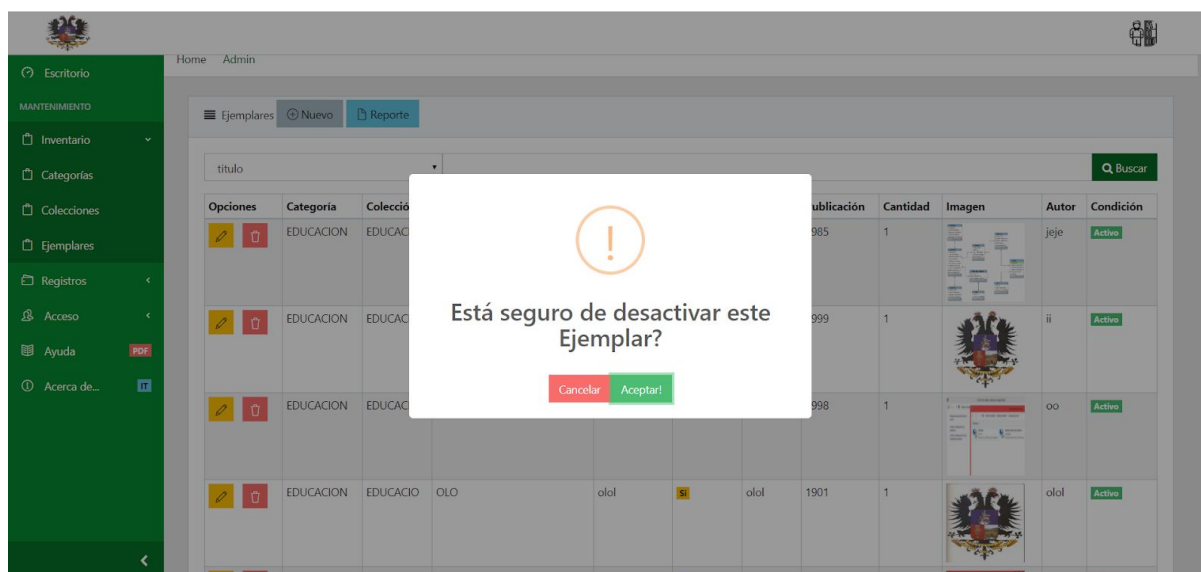 Home Admin
Escritorio
MANTENIMIENTO
Inventario
Categorías
Colecciones
Ejemplares
Registros
Acceso
Ayuda PDF
Acerca de... IT
Ejemplares Nuevo Reporte
titulo Buscar
Opciones Categoría Colecció ublicación Cantidad Imagen Autor Condición
EDUCACION EDUCAC 985 1 jeje Activo
EDUCACION EDUCAC 999 1 ii Activo
EDUCACION EDUCAC 998 1 oo Activo
EDUCACION EDUCACIO OLO olol Si olol 1901 1 olol Activo
Está seguro de desactivar este
Ejemplar?
Cancelar Aceptar!